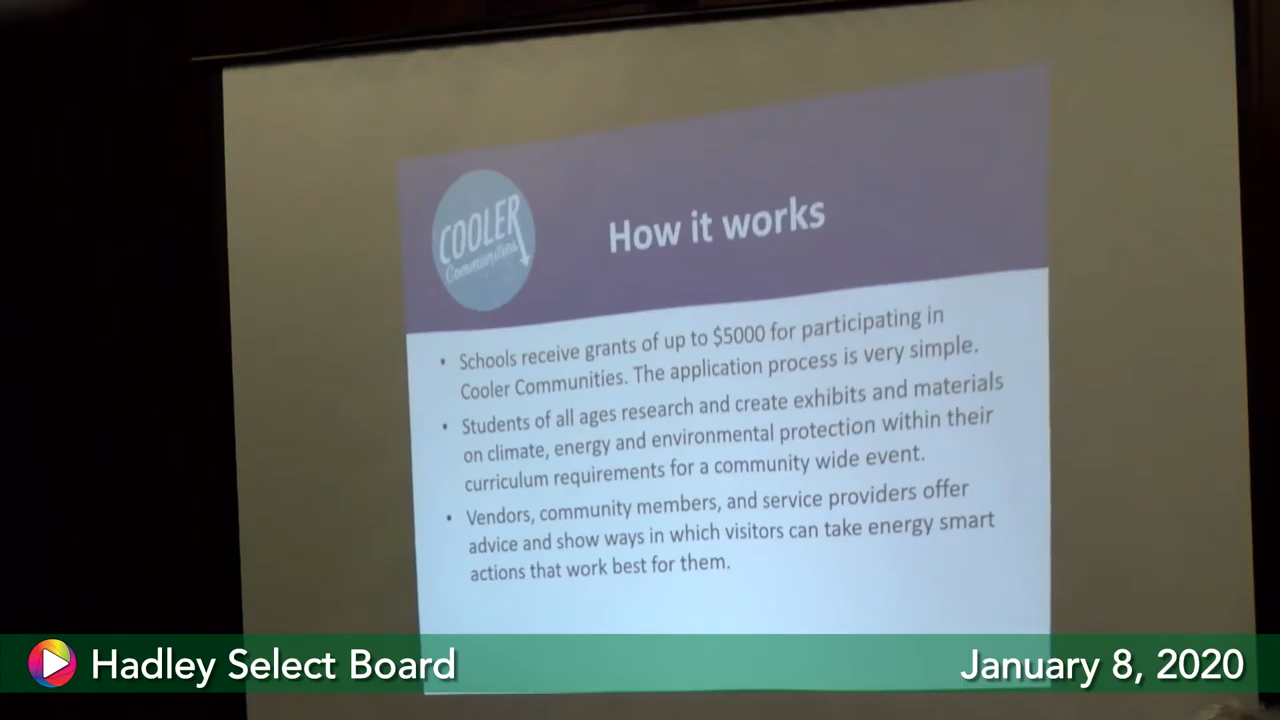 COOLER
Communities
How it works
• Schools receive grants of up to $5000 for participating in
Cooler Communities. The application process is very simple.
• Students of all ages research and create exhibits and materials
on climate, energy and environmental protection within their
curriculum requirements for a community wide event.
• Vendors, community members, and service providers offer
advice and show ways in which visitors can take energy smart
actions that work best for them.
Hadley Select Board
January 8, 2020